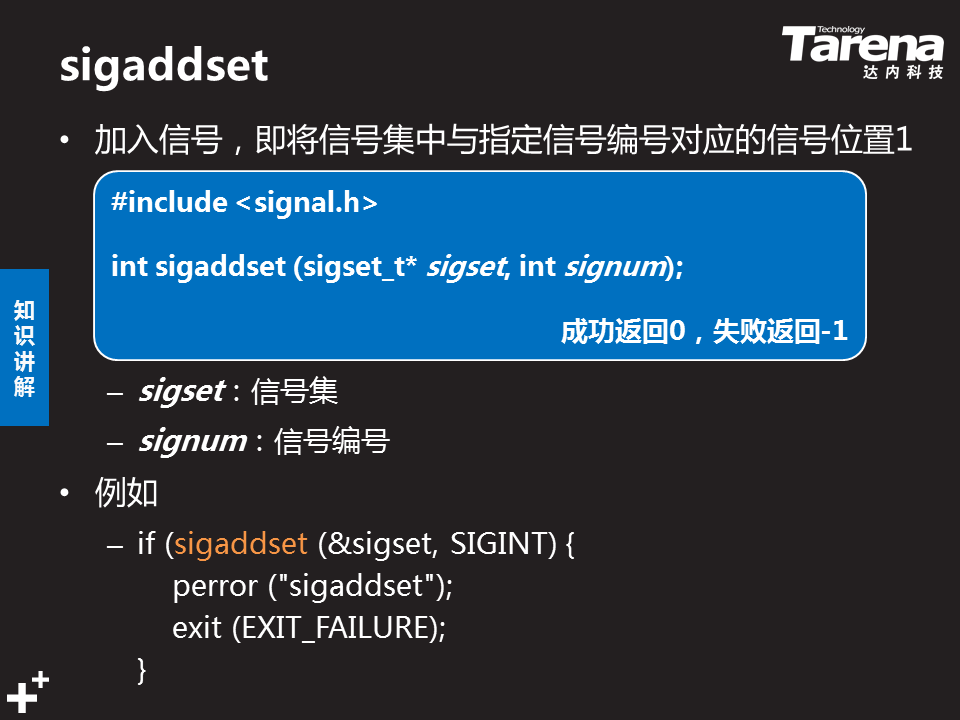 sigaddset
Technology
Tarena
达内科技
• 加入信号，即将信号集中与指定信号编号对应的信号位置1
#include <signal.h>
int sigaddset (sigset_t* sigset, int signum);
成功返回0，失败返回-1
知识讲解
– sigset：信号集
– signum：信号编号
• 例如
– if (sigaddset (&sigset, SIGINT) {
perror ("sigaddset");
exit (EXIT_FAILURE);
}